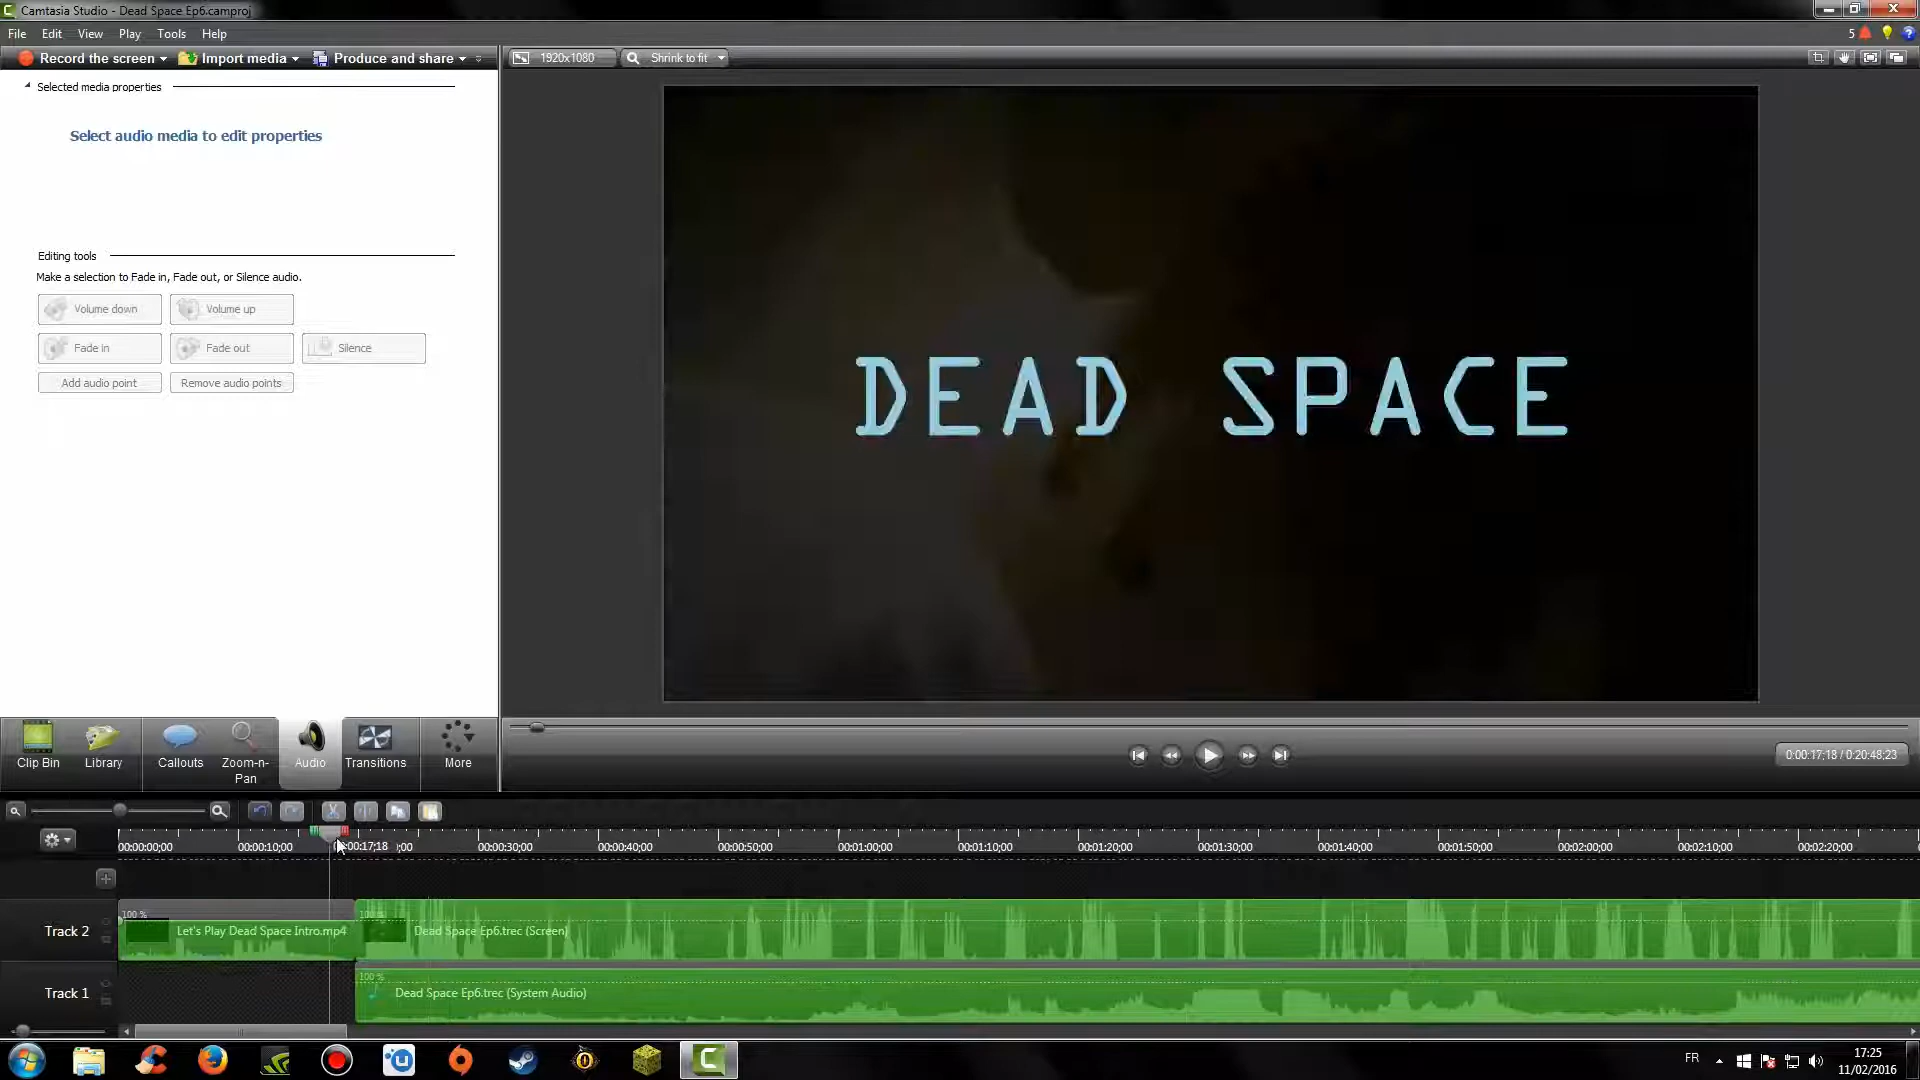 Camtasia Studio - Dead Space Ep6.camproj
File Edit View Play Tools Help
5
Record the screen Import media Produce and share
1920x1080 Shrink to fit
Selected media properties
Select audio media to edit properties
Editing tools
Make a selection to Fade in, Fade out, or Silence audio.
Volume down Volume up
Fade in Fade out Silence
Add audio point Remove audio points
DEAD SPACE
Clip Bin Library Callouts Zoom-n-Pan Audio Transitions More
0:00:17;18 / 0:20:48;23
00:00:00;00 00:00:10;00 00:00:17;18 ;00 00:00:30;00 00:00:40;00 00:00:50;00 00:01:00;00 00:01:10;00 00:01:20;00 00:01:30;00 00:01:40;00 00:01:50;00 00:02:00;00 00:02:10;00 00:02:20;00
100 % 100 %
Track 2 Let's Play Dead Space Intro.mp4 Dead Space Ep6.trec (Screen)
100 %
Track 1 Dead Space Ep6.trec (System Audio)
FR
17:25
11/02/2016